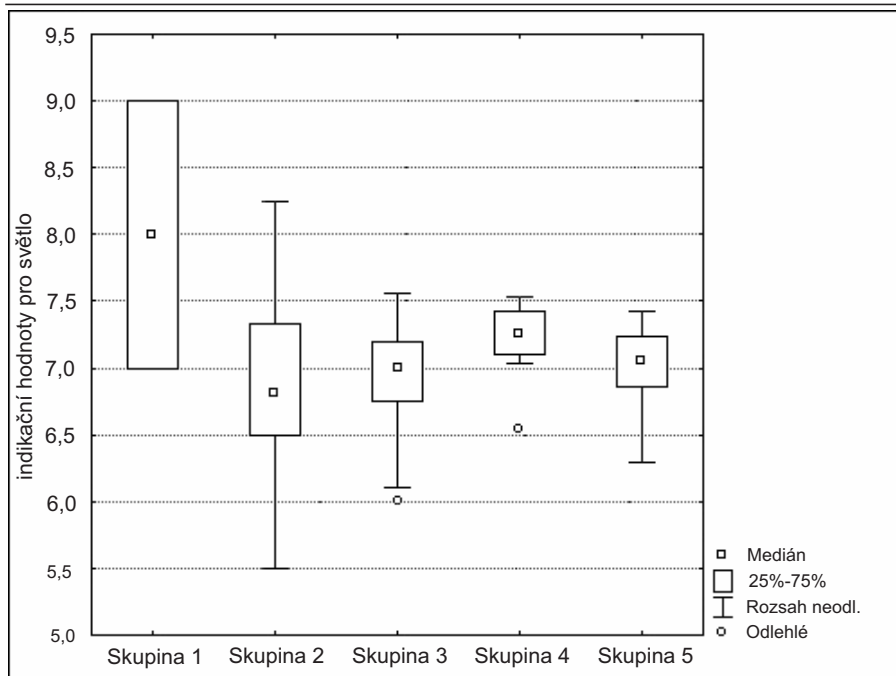 indikační hodnoty pro světlo
9,5
9,0
8,5
8,0
7,5
7,0
6,5
6,0
5,5
5,0
Skupina 1 Skupina 2 Skupina 3 Skupina 4 Skupina 5
Medián
25%-75%
Rozsah neodl.
Odlehlé